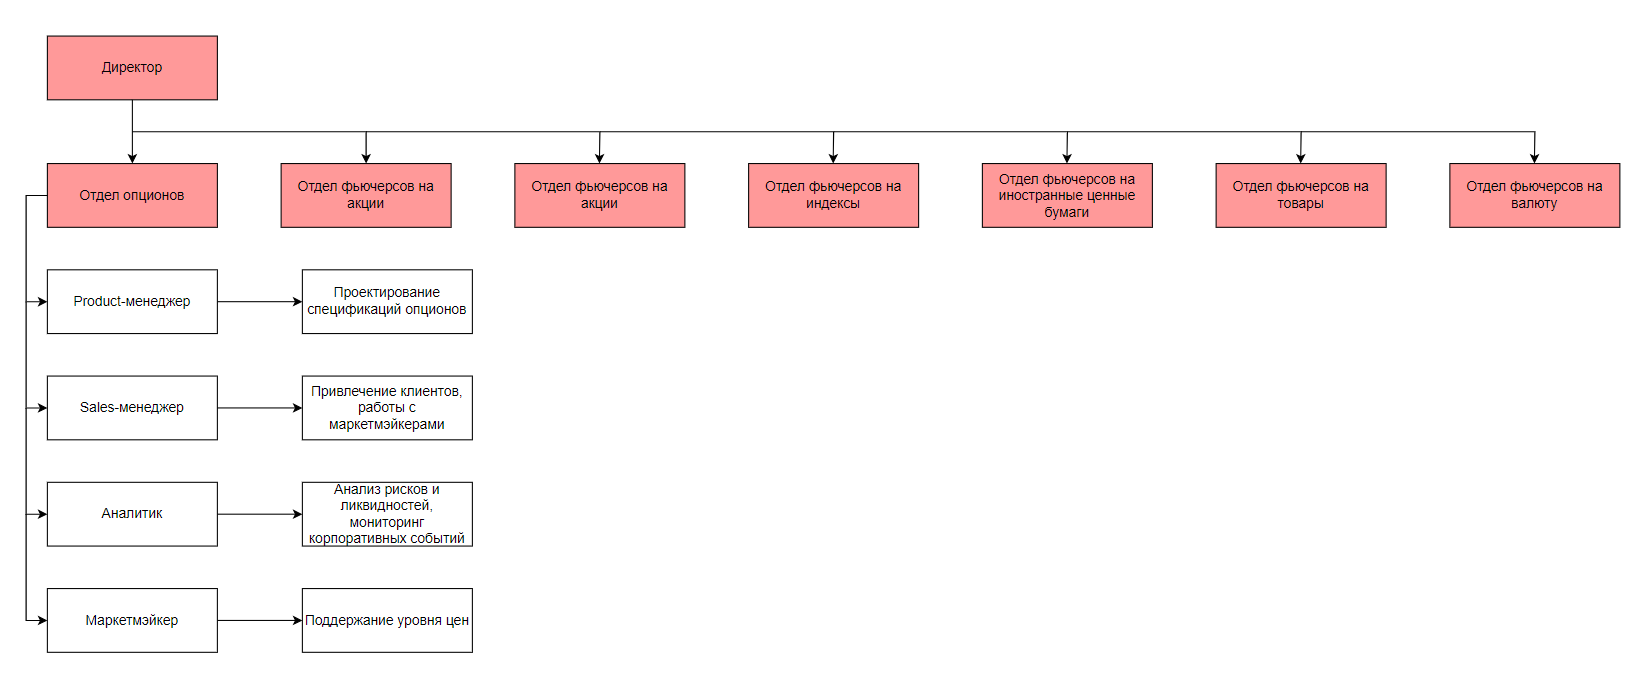 Директор
Отдел опционов
Отдел фьючерсов на
акции
Отдел фьючерсов на
акции
Отдел фьючерсов на
индексы
Отдел фьючерсов на
иностранные ценные
бумаги
Отдел фьючерсов на
товары
Отдел фьючерсов на
валюту
Product-менеджер
Проектирование
спецификаций опционов
Sales-менеджер
Привлечение клиентов,
работы с
маркетмэйкерами
Аналитик
Анализ рисков и
ликвидностей,
мониторинг
корпоративных событий
Маркетмэйкер
Поддержание уровня цен